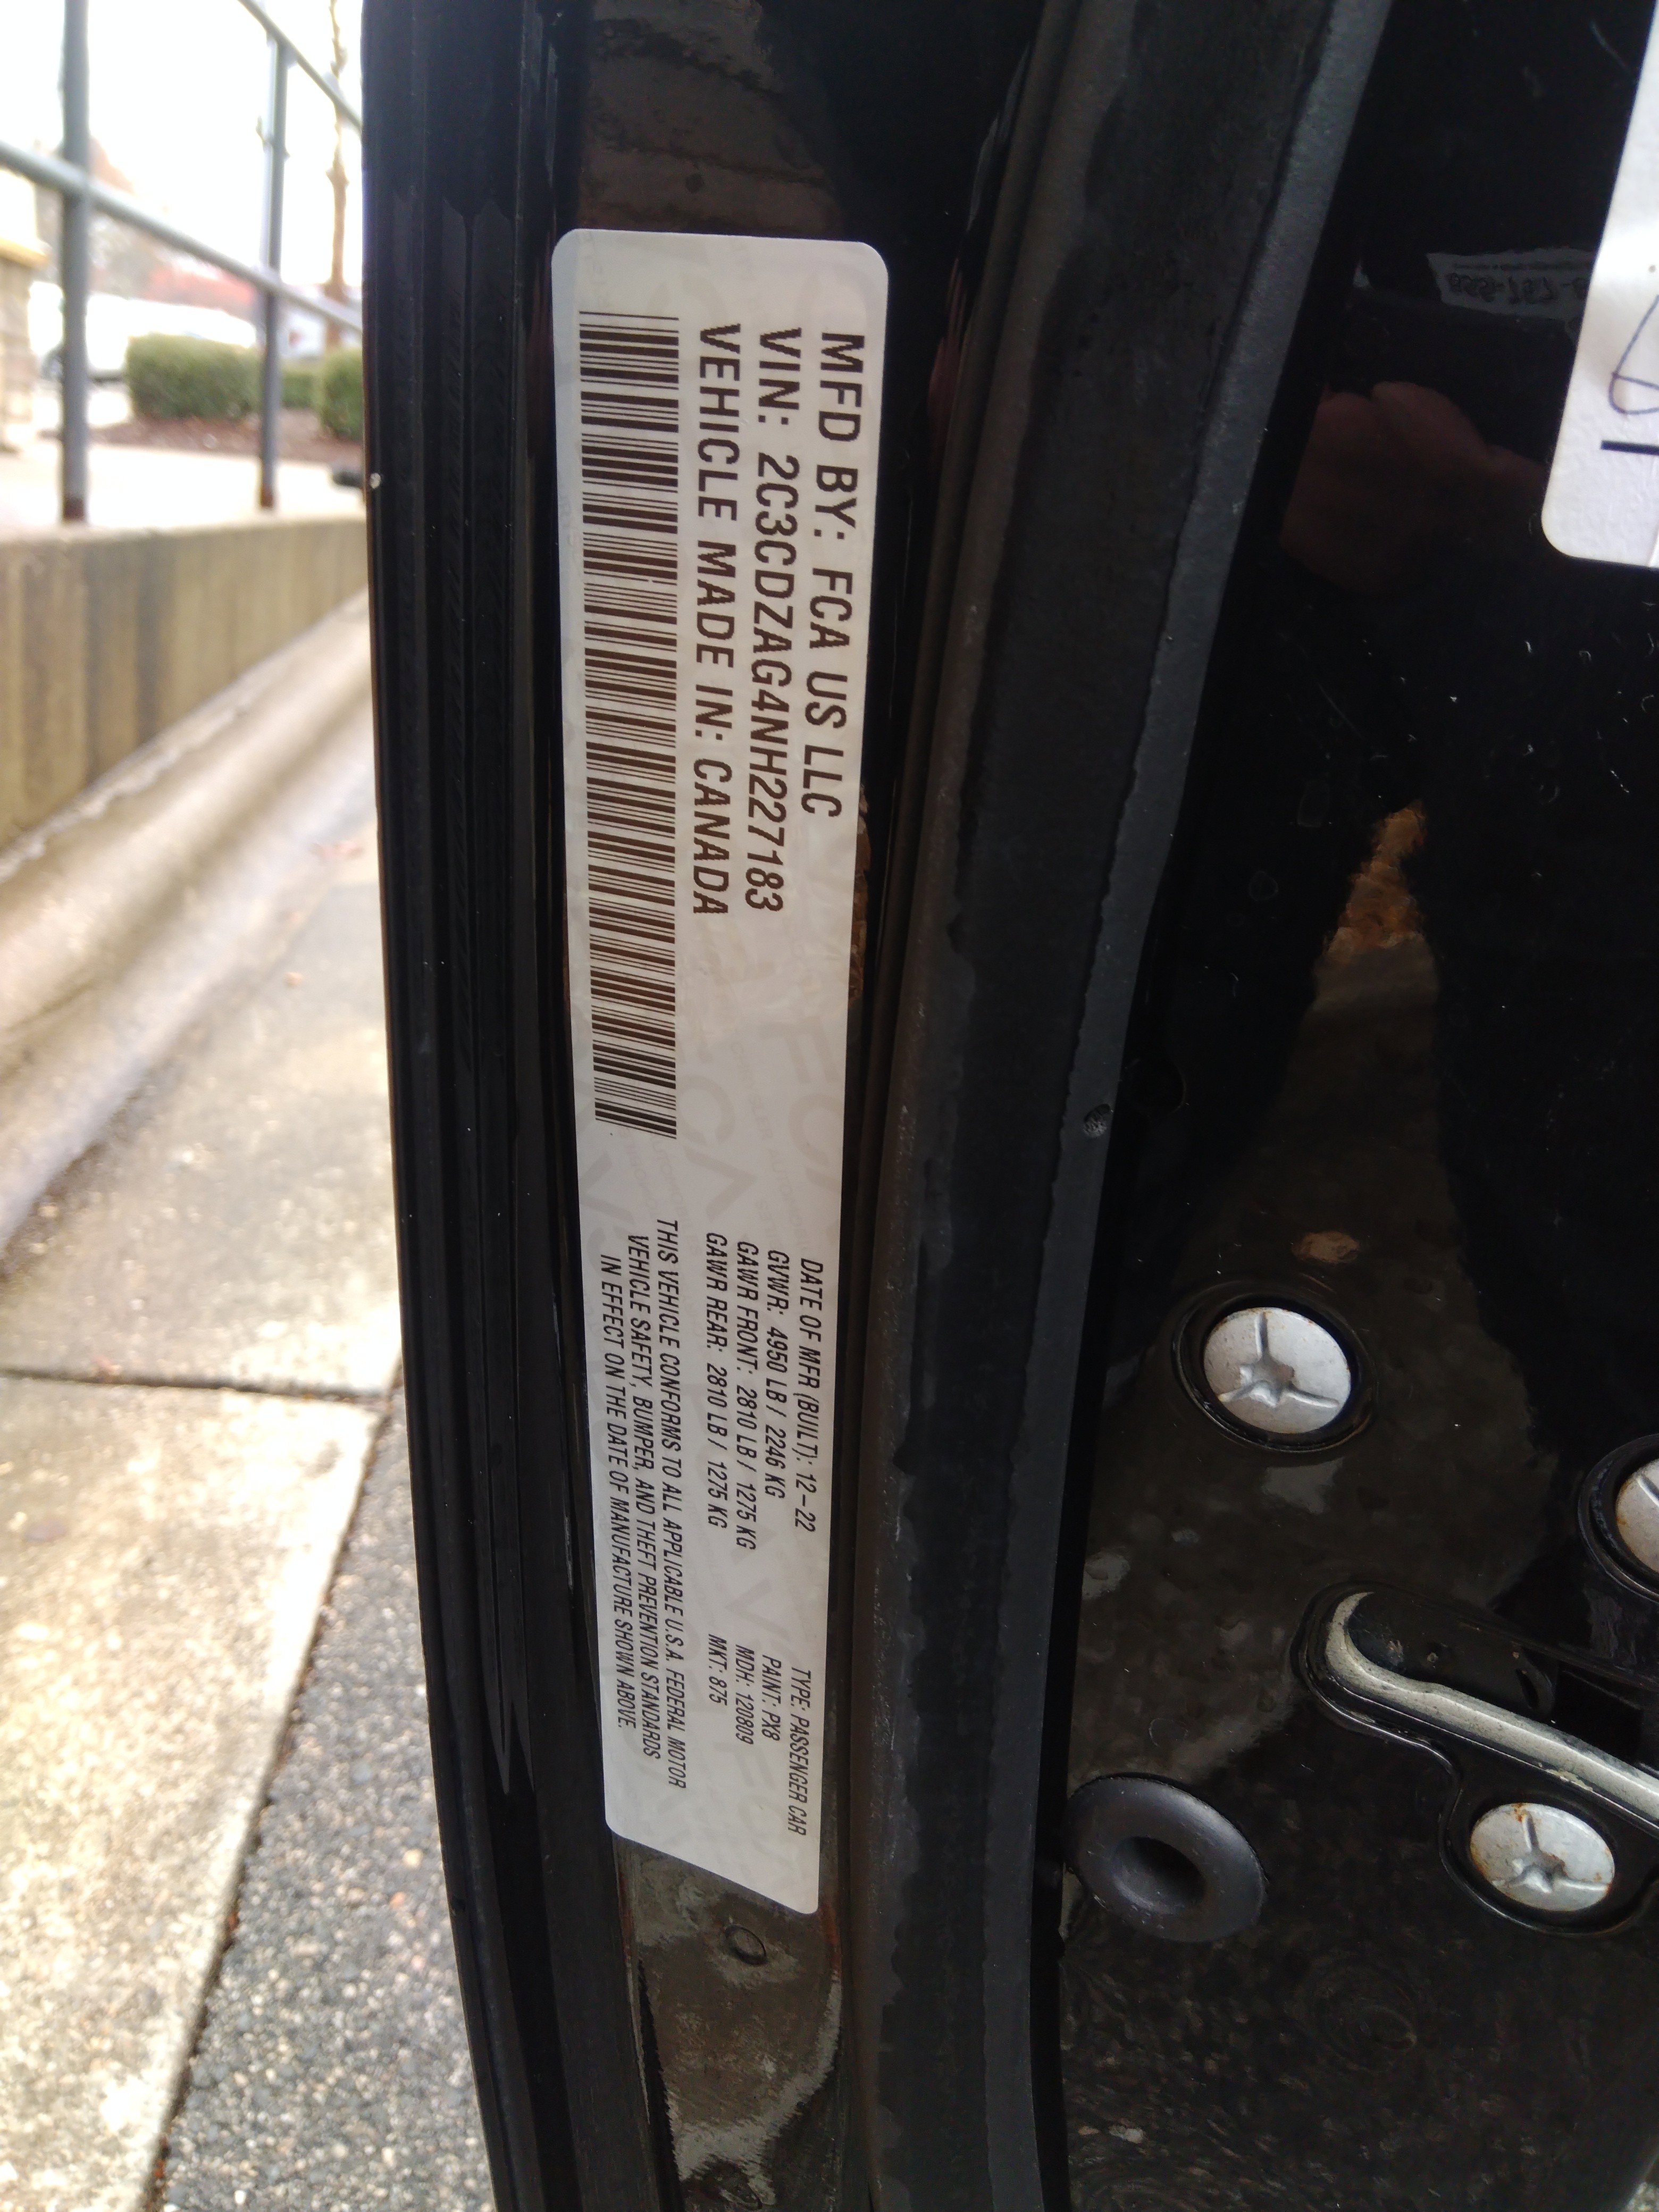 MFD BY: FCA US LLC
VIN: 2C3CDZAG4NH227183
VEHICLE MADE IN: CANADA
DATE OF MFR (BUILT): 12-22
GVWR: 4950 LB / 2246 KG
GAWR FRONT: 2810 LB / 1275 KG
GAWR REAR: 2810 LB / 1275 KG
TYPE: PASSENGER CAR
PAINT: PX8
MDH: 120809
MKT: 875
THIS VEHICLE CONFORMS TO ALL APPLICABLE U.S.A. FEDERAL MOTOR
VEHICLE SAFETY, BUMPER, AND THEFT PREVENTION STANDARDS
IN EFFECT ON THE DATE OF MANUFACTURE SHOWN ABOVE.